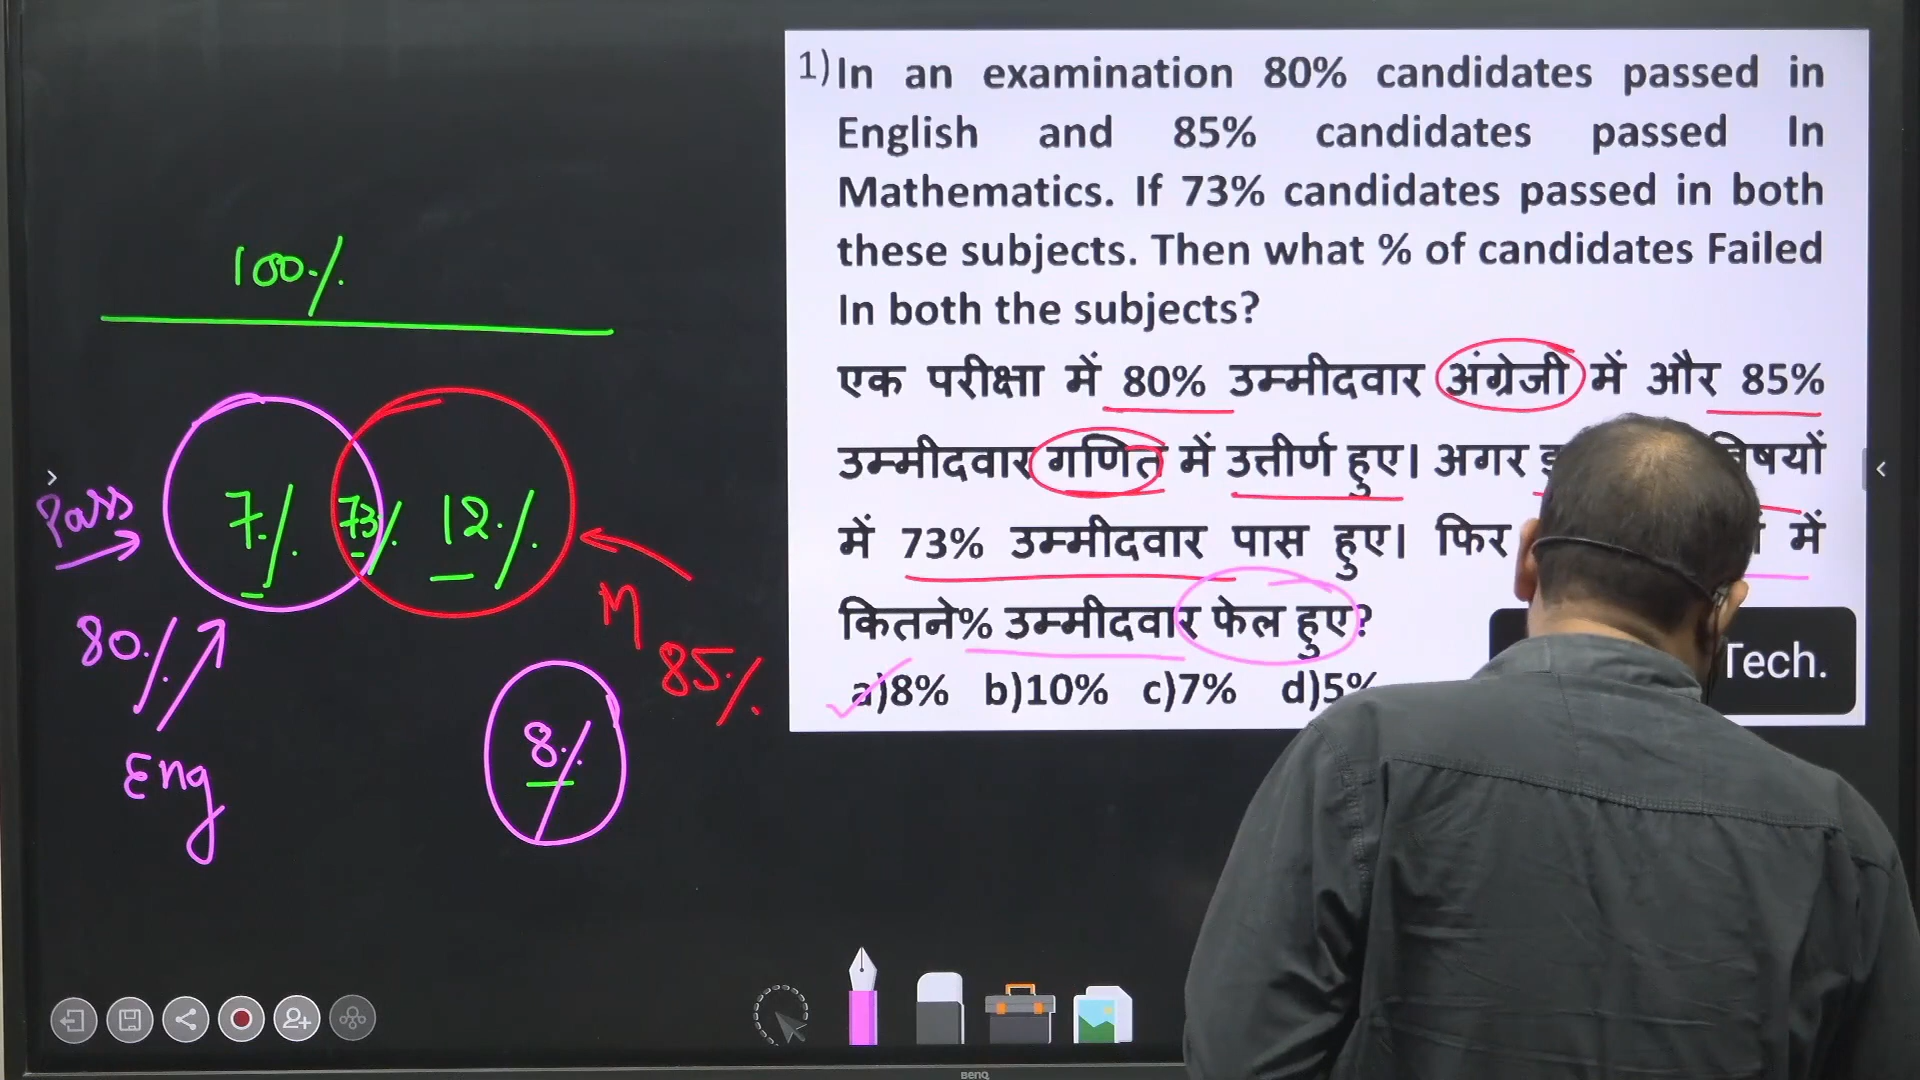 1) In an examination 80% candidates passed in
English and 85% candidates passed In
Mathematics. If 73% candidates passed in both
these subjects. Then what % of candidates Failed
In both the subjects?
एक परीक्षा में 80% उम्मीदवार अंग्रेजी में और 85%
उम्मीदवार गणित में उत्तीर्ण हुए। अगर
में 73% उम्मीदवार पास हुए। फिर में
कितने% उम्मीदवार फेल हुए?
a)8% b)10% c)7% d)5%
Tech.
100%
Pass
7%
73%
12%
80%
Eng
M
85%
8%
BenQ